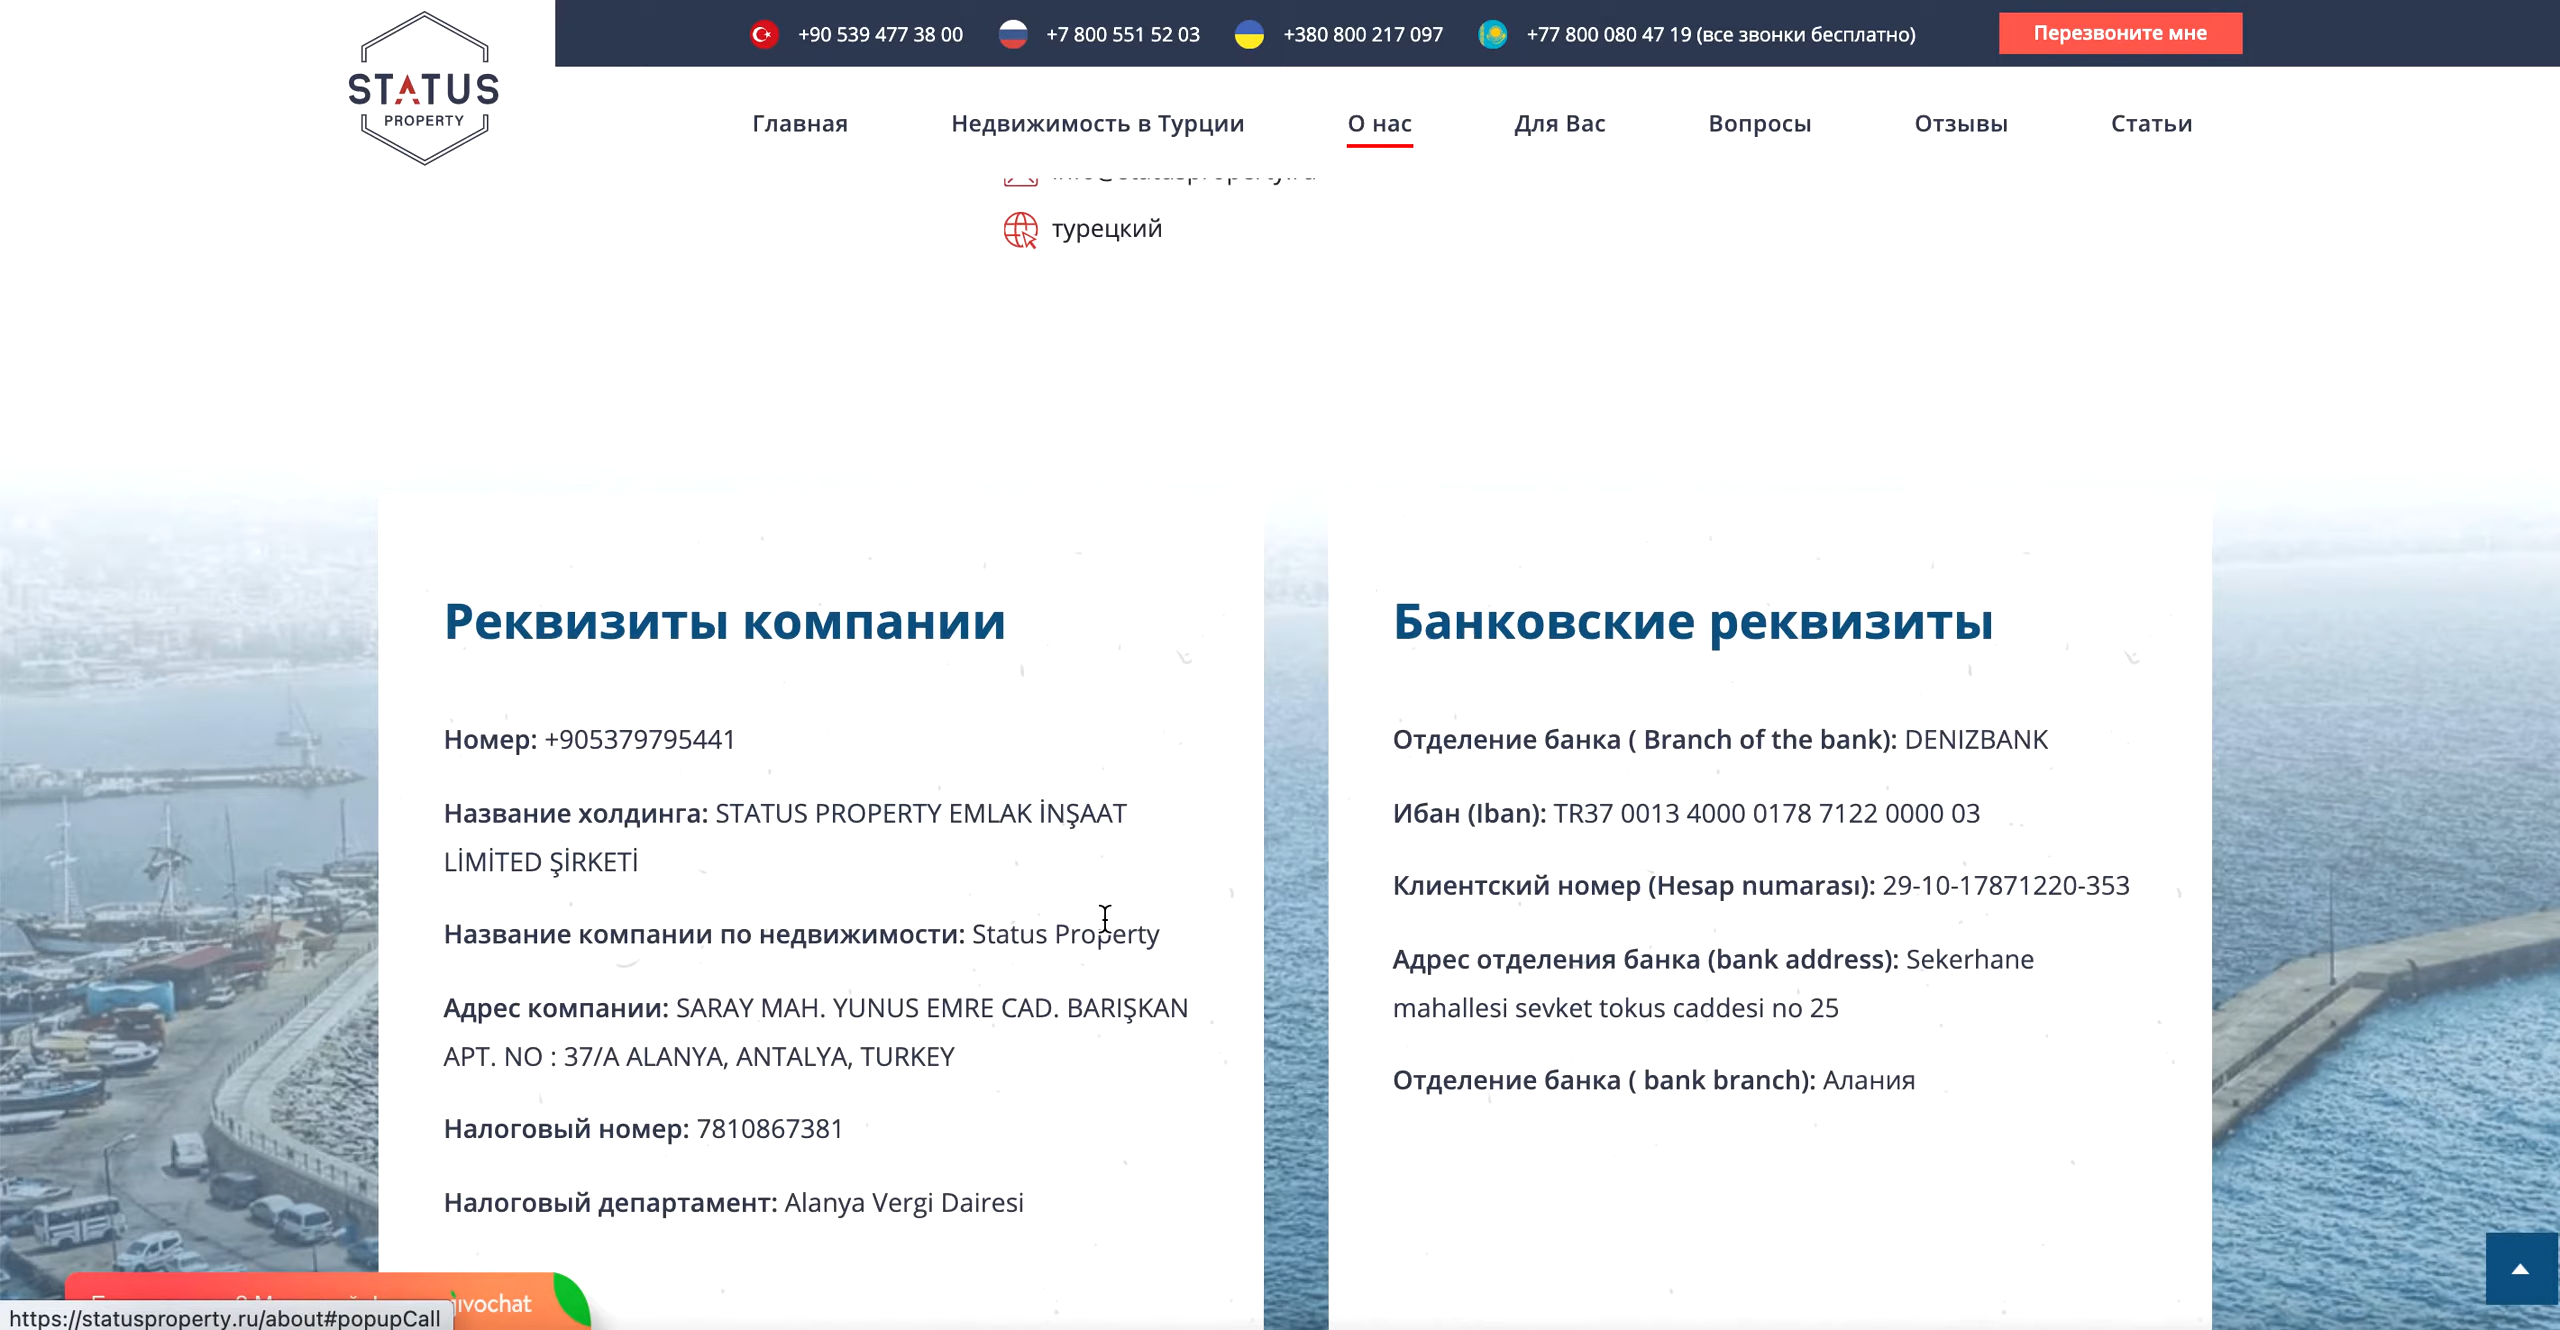 STATUS
PROPERTY
+90 539 477 38 00
+7 800 551 52 03
+380 800 217 097
+77 800 080 47 19 (все звонки бесплатно)
Перезвоните мне
Главная
Недвижимость в Турции
О нас
Для Вас
Вопросы
Отзывы
Статьи
турецкий
Реквизиты компании
Номер: +905379795441
Название холдинга: STATUS PROPERTY EMLAK İNŞAAT
LİMİTED ŞİRKETİ
Название компании по недвижимости: Status Property
Адрес компании: SARAY MAH. YUNUS EMRE CAD. BARIŞKAN
APT. NO : 37/A ALANYA, ANTALYA, TURKEY
Налоговый номер: 7810867381
Налоговый департамент: Alanya Vergi Dairesi
Банковские реквизиты
Отделение банка ( Branch of the bank): DENIZBANK
Ибан (Iban): TR37 0013 4000 0178 7122 0000 03
Клиентский номер (Hesap numarası): 29-10-17871220-353
Адрес отделения банка (bank address): Sekerhane
mahallesi sevket tokus caddesi no 25
Отделение банка ( bank branch): Алания
jivochat
https://statusproperty.ru/about#popupCall